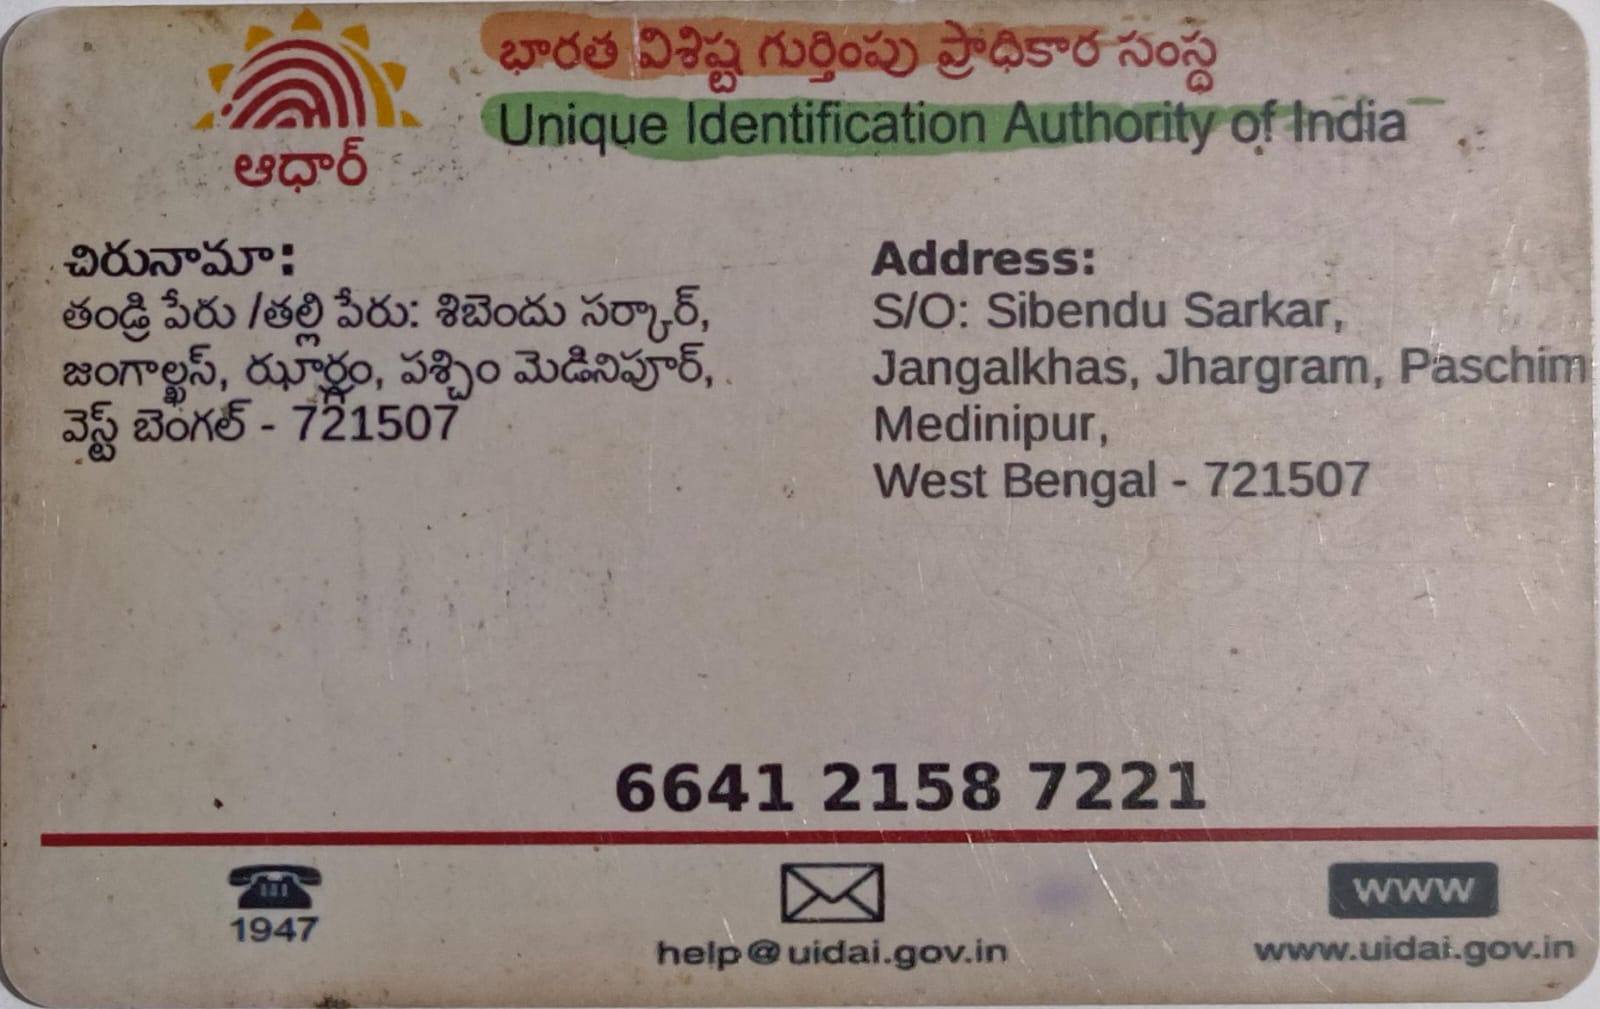 భారత విశిష్ట గుర్తింపు ప్రాధికార సంస్థ
Unique Identification Authority of India
ఆధార్
చిరునామా:
తండ్రి పేరు /తల్లి పేరు: శిబెందు సర్కార్,
జంగాల్ఖస్, ఝార్గ్రం, పశ్చిం మెడినిపూర్,
వెస్ట్ బెంగల్ - 721507
Address:
S/O: Sibendu Sarkar,
Jangalkhas, Jhargram, Paschim
Medinipur,
West Bengal - 721507
6641 2158 7221
1947
help@uidai.gov.in
www
www.uidai.gov.in